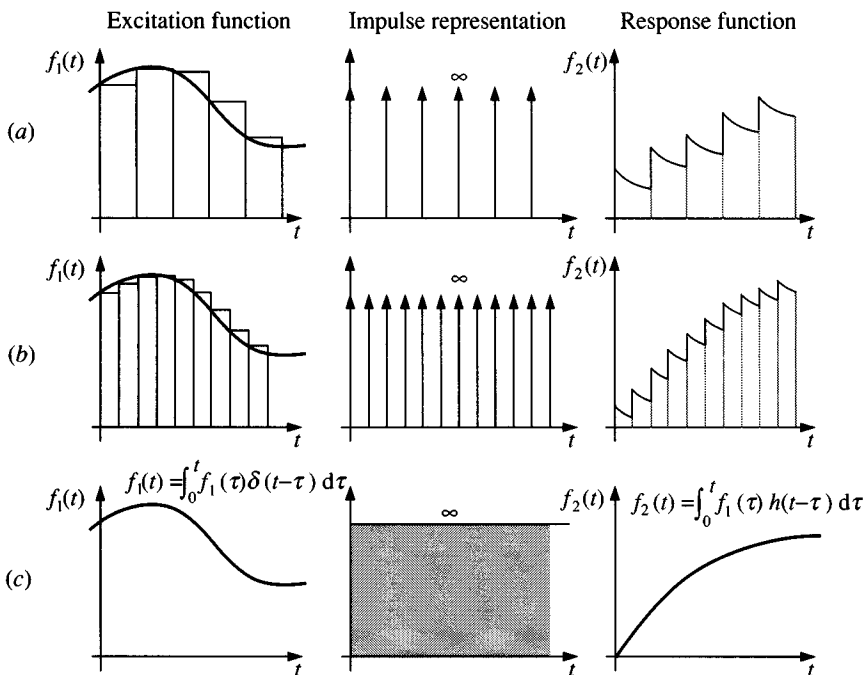 Excitation function
Impulse representation
Response function
(a)
f₁(t)
t
∞
t
f₂(t)
t
(b)
f₁(t)
t
∞
t
f₂(t)
t
(c)
f₁(t)
f₁(t) = ∫₀ᵗ f₁(τ) δ(t−τ) dτ
t
∞
t
f₂(t)
f₂(t) = ∫₀ᵗ f₁(τ) h(t−τ) dτ
t